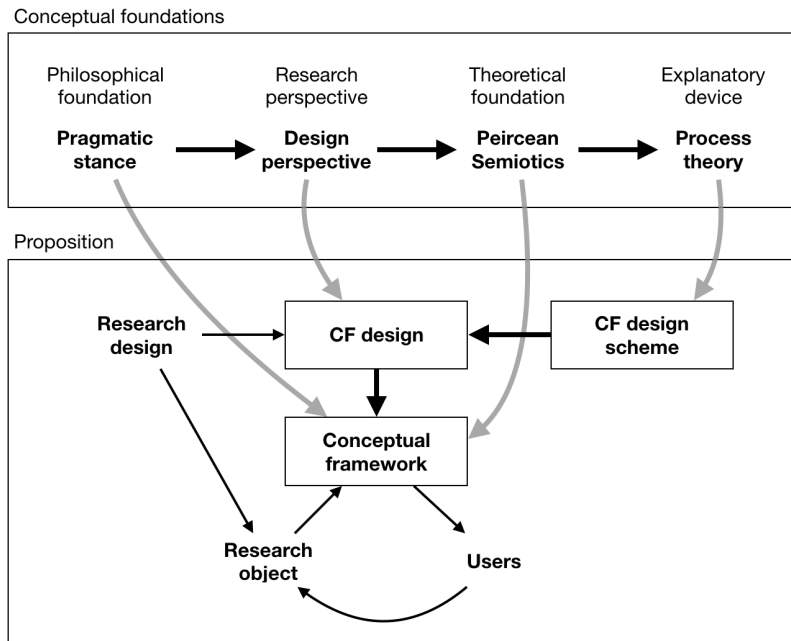 Conceptual foundations
Philosophical
foundation
Pragmatic
stance
Research
perspective
Design
perspective
Theoretical
foundation
Peircean
Semiotics
Explanatory
device
Process
theory
Proposition
Research
design
CF design
CF design
scheme
Conceptual
framework
Research
object
Users